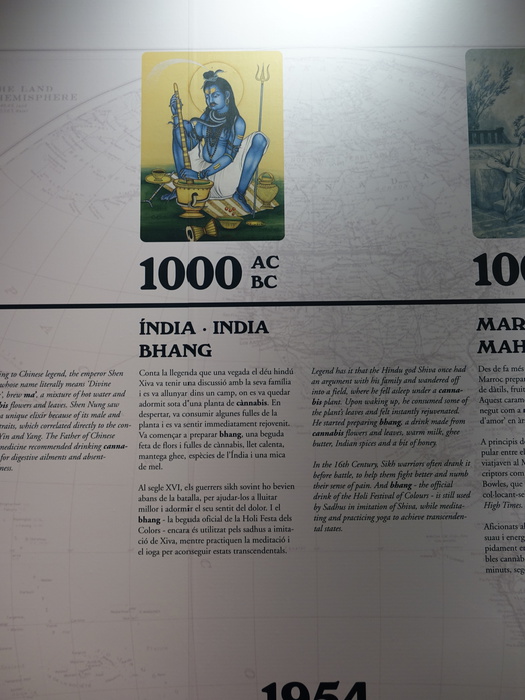 THE LAND
HEMISPHERE
1000 AC
BC
100
ÍNDIA · INDIA
BHANG
Conta la llegenda que una vegada el déu hindú
Xiva va tenir una discussió amb la seva família
i es va allunyar dins un camp, on es va quedar
adormit sota d'una planta de cànnabis. En
despertar, va consumir algunes fulles de la
planta i es va sentir immediatament rejovenit.
Va començar a preparar bhang, una beguda
feta de flors i fulles de cànnabis, llet calenta,
mantega ghee, espècies de l'Índia i una mica
de mel.
Al segle XVI, els guerrers sikh sovint ho bevien
abans de la batalla, per ajudar-los a lluitar
millor i adormir el seu sentit del dolor. I el
bhang - la beguda oficial de la Holi Festa dels
Colors - encara és utilitzat pels sadhus a imita-
ció de Xiva, mentre practiquen la meditació i
el ioga per aconseguir estats transcendentals.
Legend has it that the Hindu god Shiva once had
an argument with his family and wandered off
into a field, where he fell asleep under a canna-
bis plant. Upon waking up, he consumed some of
the plant's leaves and felt instantly rejuvenated.
He started preparing bhang, a drink made from
cannabis flowers and leaves, warm milk, ghee
butter, Indian spices and a bit of honey.
In the 16th Century, Sikh warriors often drank it
before battle, to help them fight better and numb
their sense of pain. And bhang - the official
drink of the Holi Festival of Colours - is still used
by Sadhus in imitation of Shiva, while medita-
ting and practicing yoga to achieve transcenden-
tal states.
ing to Chinese legend, the emperor Shen
whose name literally means 'Divine
', brew ma', a mixture of hot water and
bis flowers and leaves. Shen Nung saw
a unique elixir because of its male and
traits, which correlated directly to the con-
Yin and Yang. The Father of Chinese
medicine recommended drinking canna-
for digestive ailments and absent-
ness.
MAR
MAH
Des de fa més
Marroc prepar
de dàtils, fruit
Aquest caram
negut com a
d'amor' en àr
A principis d
pular entre el
viatjaven al M
criptors com
Bowles, que
col·locant-se
High Times.
Aficionats al
suau i energ
pidament e
bles cannàb
minuts, seg
1954